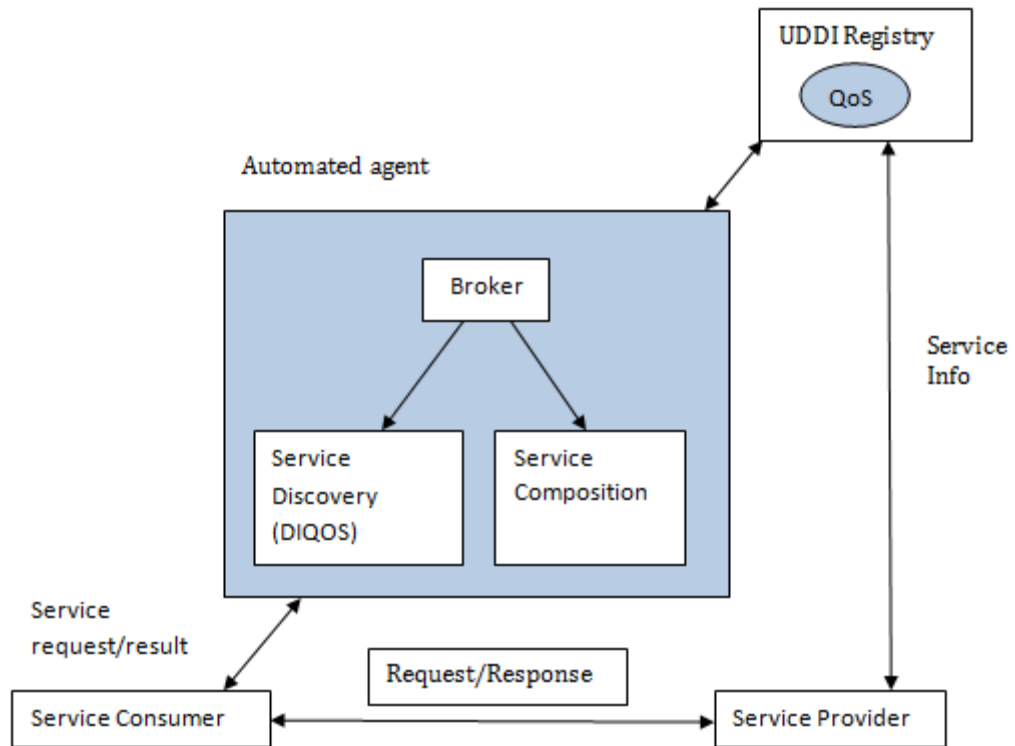 UDDI Registry
QoS
Automated agent
Broker
Service
Info
Service
Discovery
(DIQOS)
Service
Composition
Service
request/result
Request/Response
Service Consumer
Service Provider